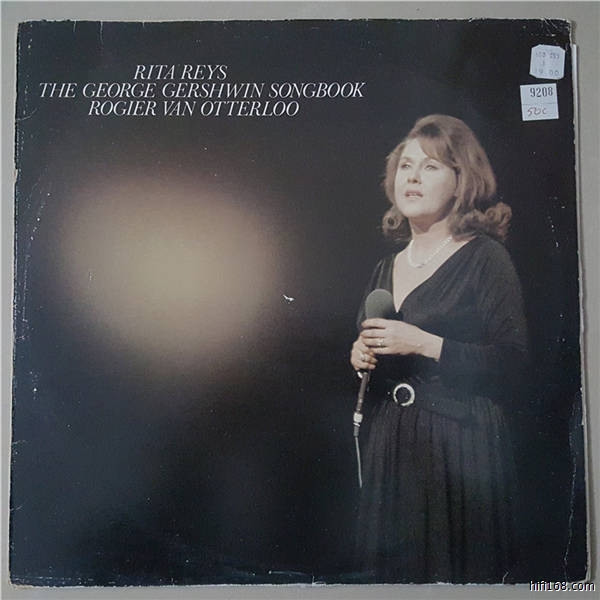 RITA REYS
THE GEORGE GERSHWIN SONGBOOK
ROGIER VAN OTTERLOO
9208
50c
hifi168.com